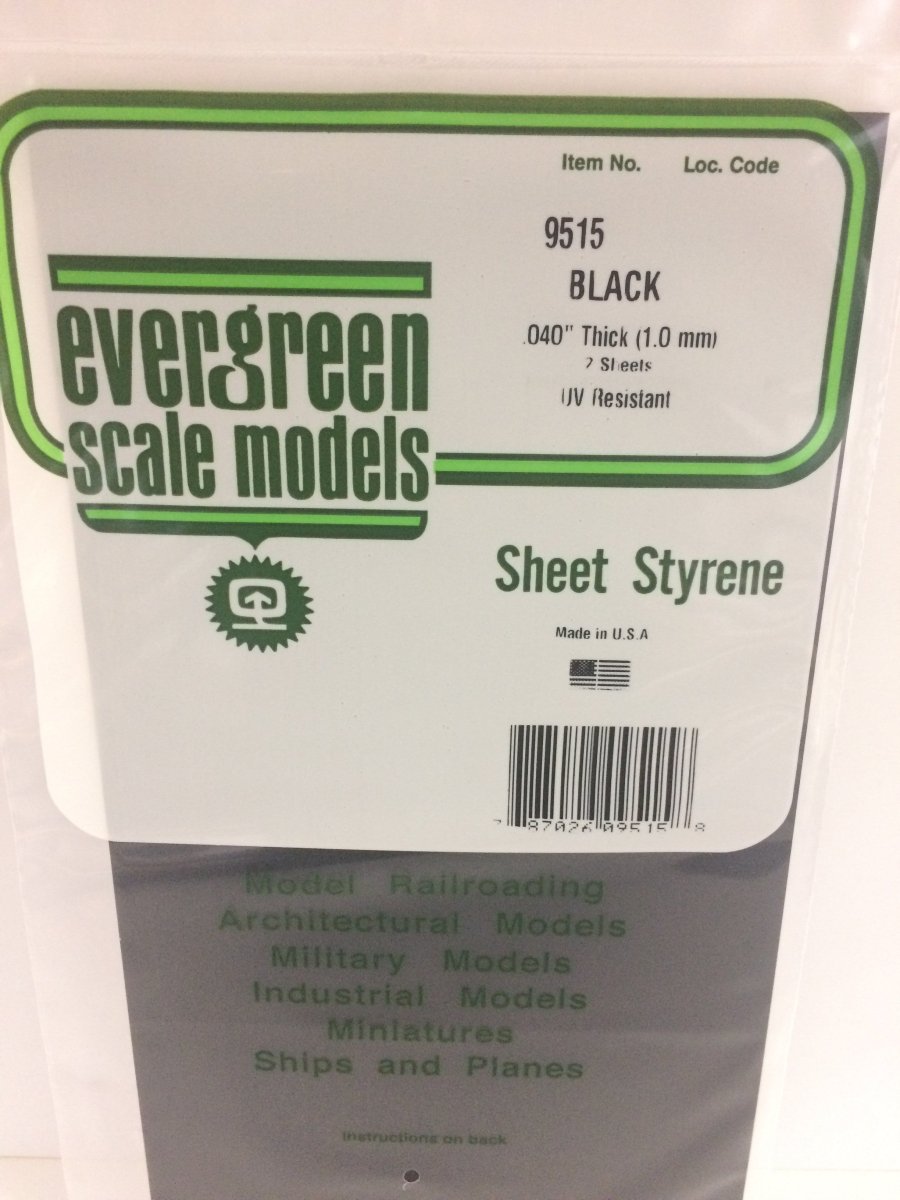 Item No. Loc. Code
9515
BLACK
.040" Thick (1.0 mm)
2 Sheets
UV Resistant
evergreen
scale models
Sheet Styrene
Made in U.S.A
7 87026 09515 8
Model Railroading
Architectural Models
Military Models
Industrial Models
Miniatures
Ships and Planes
Instructions on back